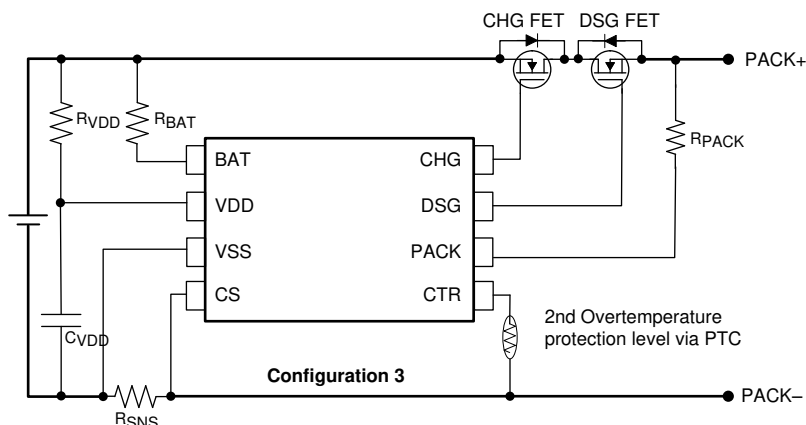 CHG FET DSG FET
PACK+
RVDD
RBAT
RPACK
BAT CHG
VDD DSG
VSS PACK
CS CTR
2nd Overtemperature
protection level via PTC
CVDD
Configuration 3
PACK–
RSNS